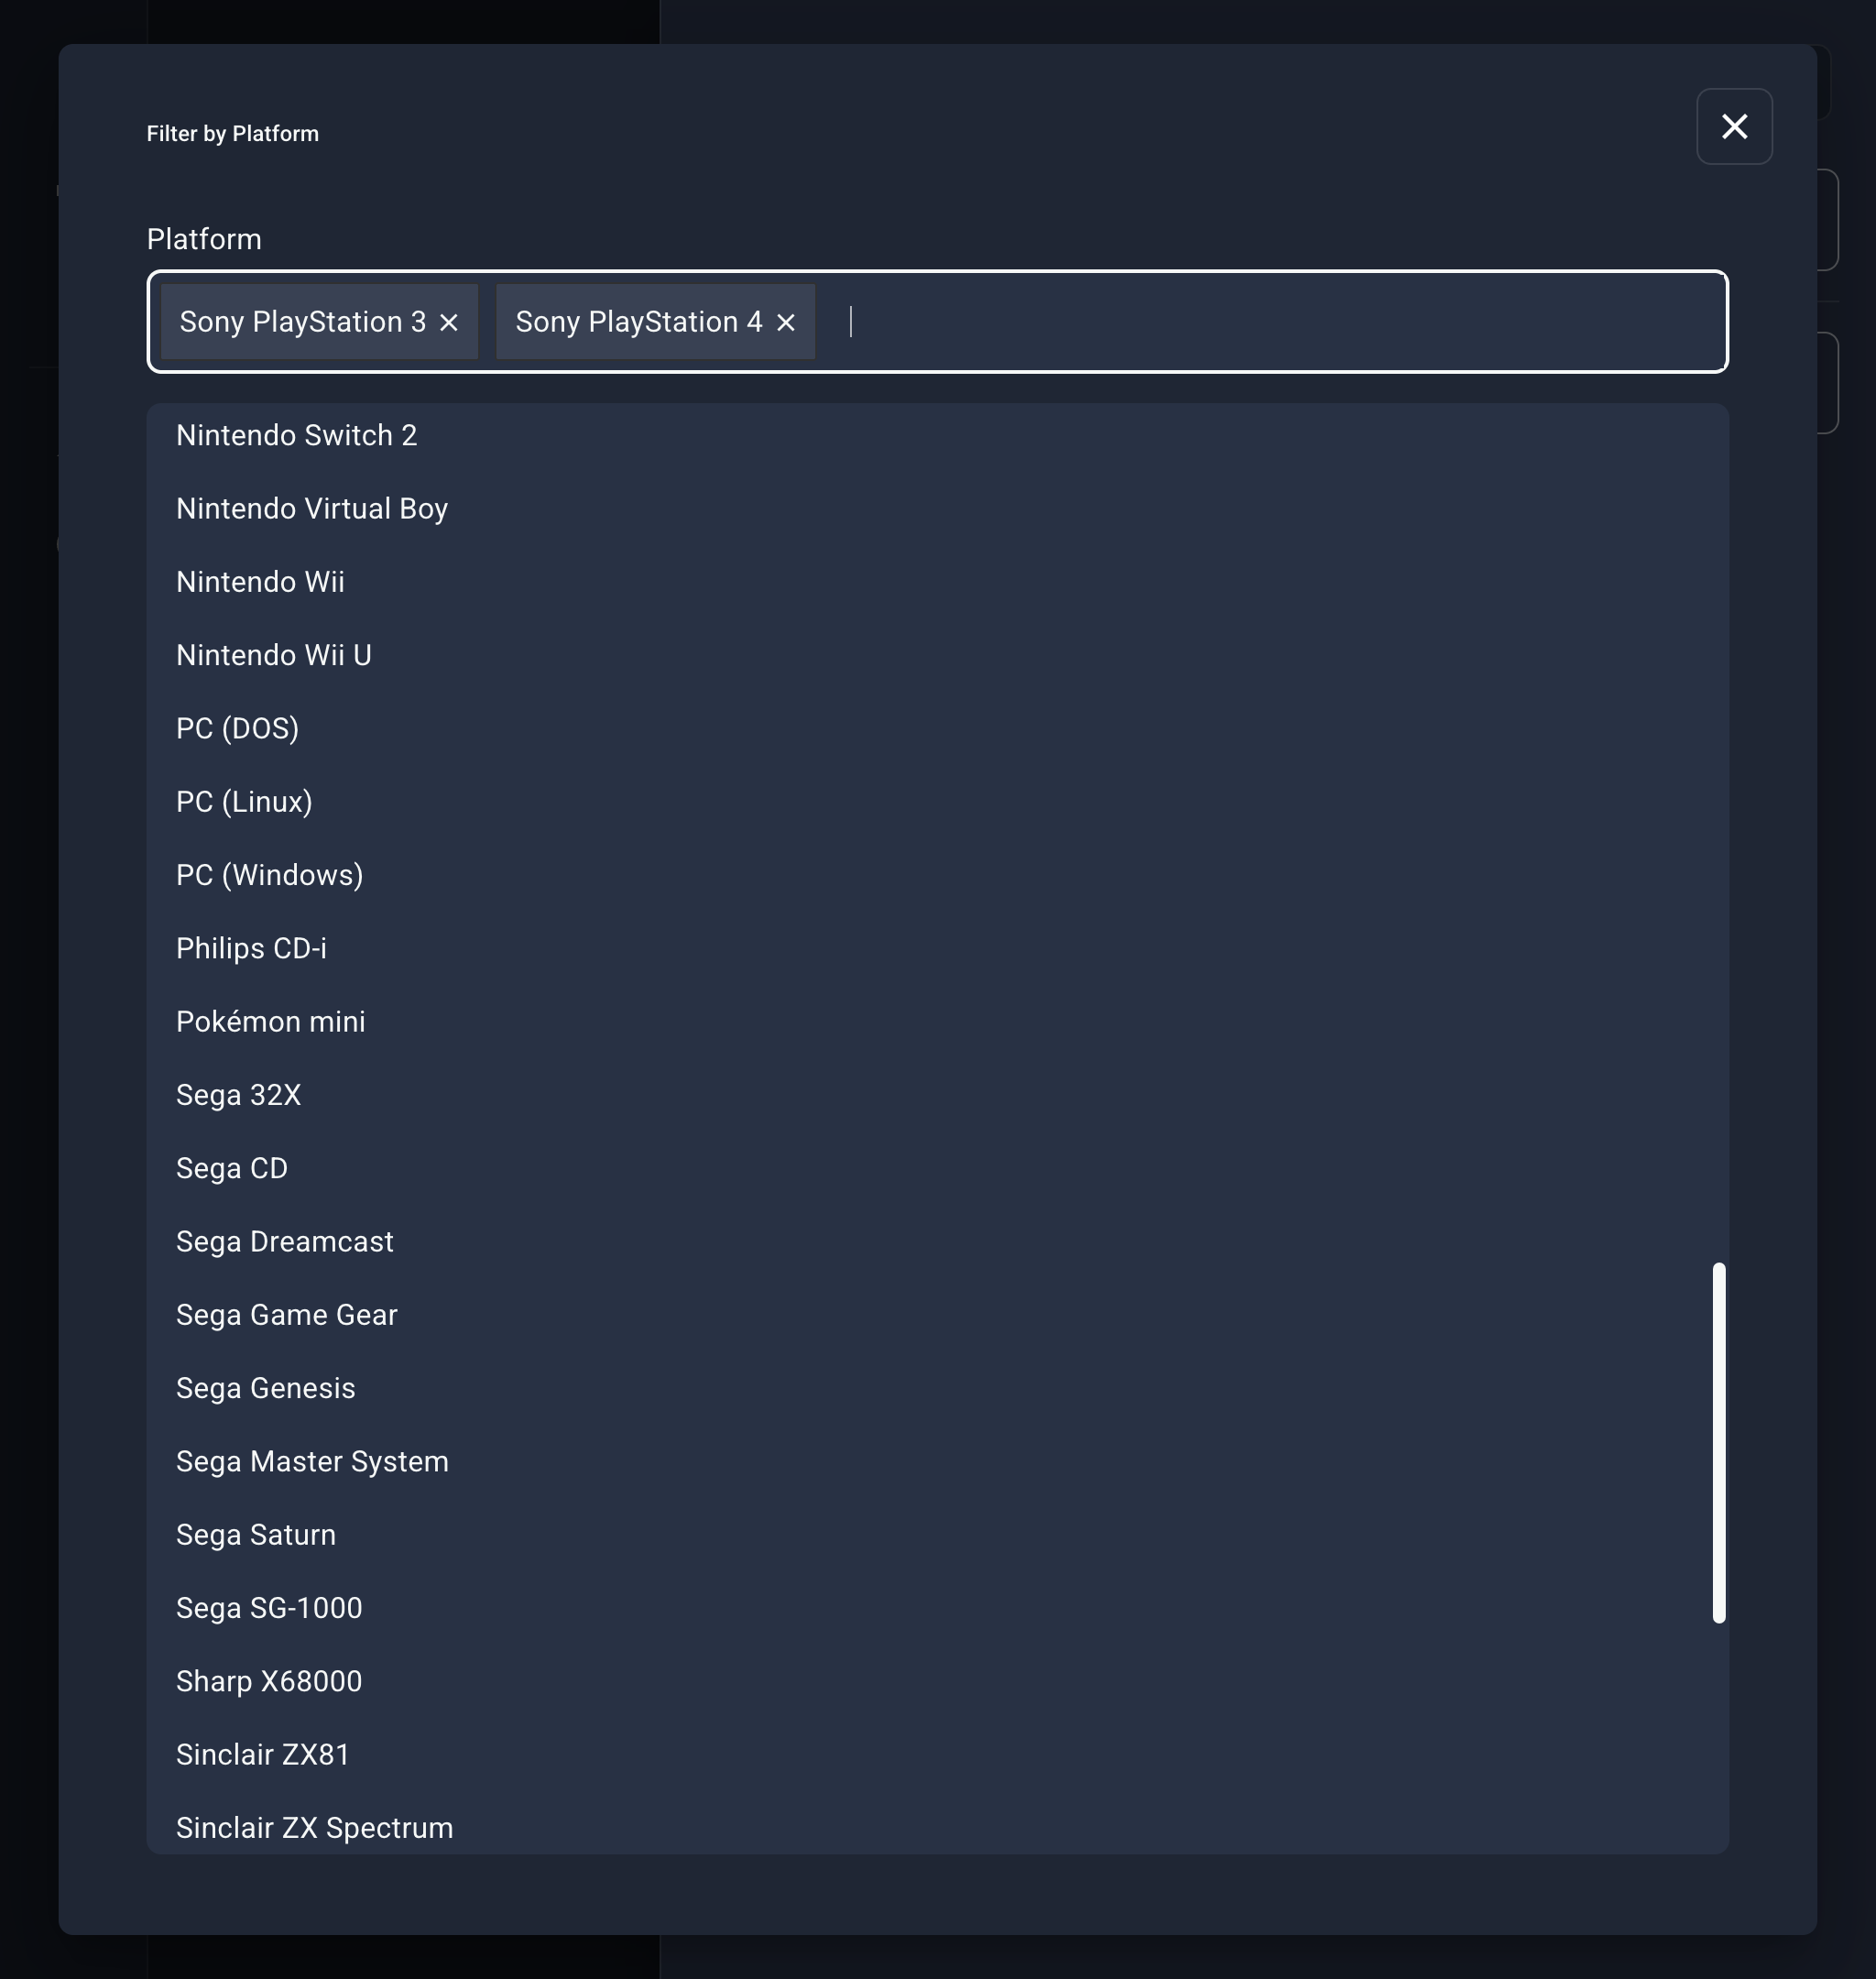 Filter by Platform
Platform
Sony PlayStation 3 Sony PlayStation 4
Nintendo Switch 2
Nintendo Virtual Boy
Nintendo Wii
Nintendo Wii U
PC (DOS)
PC (Linux)
PC (Windows)
Philips CD-i
Pokémon mini
Sega 32X
Sega CD
Sega Dreamcast
Sega Game Gear
Sega Genesis
Sega Master System
Sega Saturn
Sega SG-1000
Sharp X68000
Sinclair ZX81
Sinclair ZX Spectrum